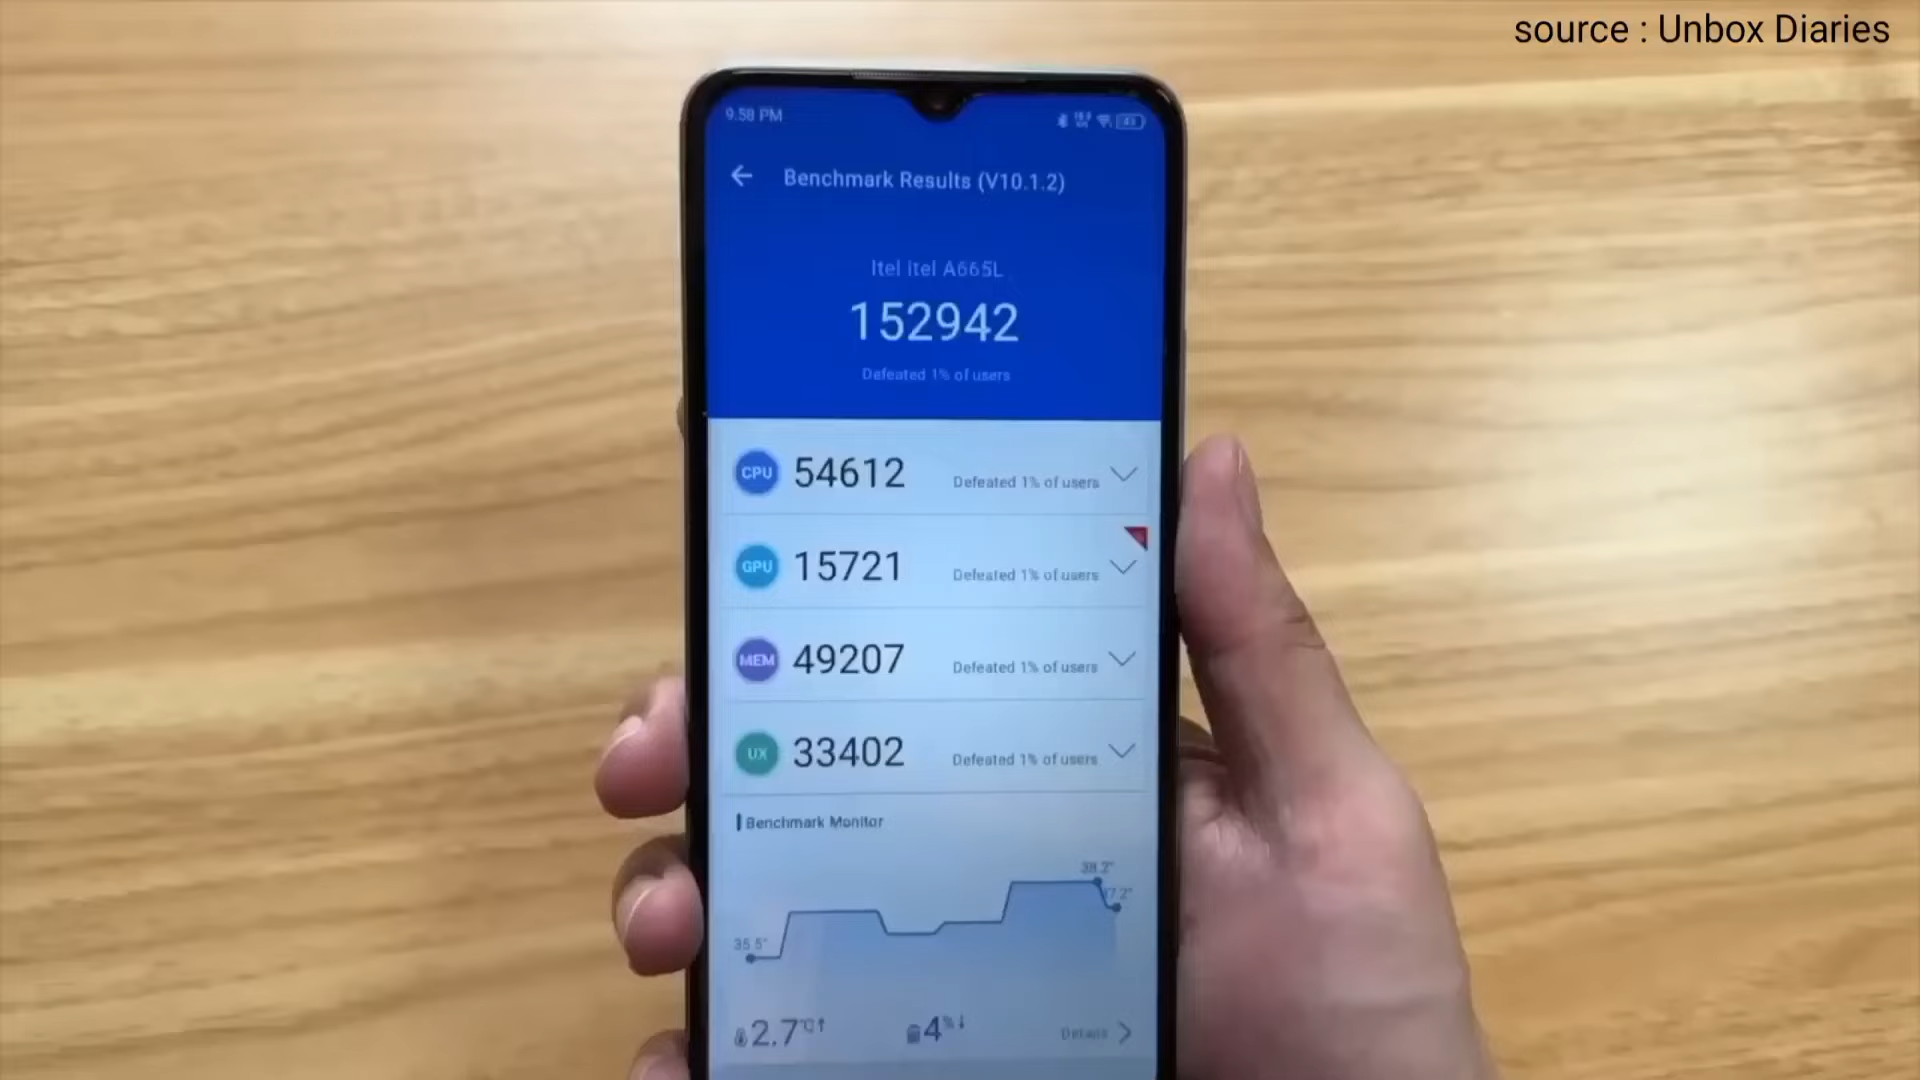 source : Unbox Diaries
9.58 PM
Benchmark Results (V10.1.2)
Itel itel A665L
152942
Defeated 1% of users
CPU 54612 Defeated 1% of users
GPU 15721 Defeated 1% of users
MEM 49207 Defeated 1% of users
UX 33402 Defeated 1% of users
Benchmark Monitor
38.2°
35.5°
2.7°C↑ 4%↓ Details